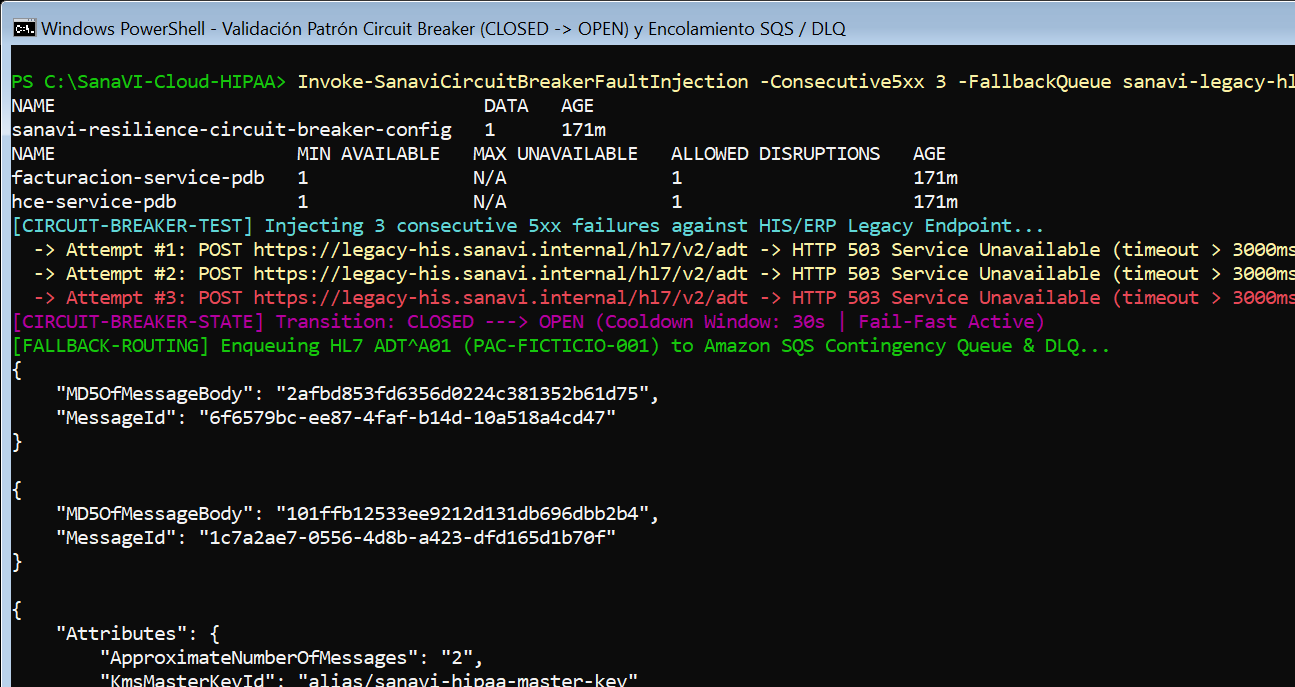 Windows PowerShell - Validación Patrón Circuit Breaker (CLOSED -> OPEN) y Encolamiento SQS / DLQ
PS C:\SanaVI-Cloud-HIPAA> Invoke-SanaviCircuitBreakerFaultInjection -Consecutive5xx 3 -FallbackQueue sanavi-legacy-hl
NAME DATA AGE
sanavi-resilience-circuit-breaker-config 1 171m
NAME MIN AVAILABLE MAX UNAVAILABLE ALLOWED DISRUPTIONS AGE
facturacion-service-pdb 1 N/A 1 171m
hce-service-pdb 1 N/A 1 171m
[CIRCUIT-BREAKER-TEST] Injecting 3 consecutive 5xx failures against HIS/ERP Legacy Endpoint...
-> Attempt #1: POST https://legacy-his.sanavi.internal/hl7/v2/adt -> HTTP 503 Service Unavailable (timeout > 3000ms
-> Attempt #2: POST https://legacy-his.sanavi.internal/hl7/v2/adt -> HTTP 503 Service Unavailable (timeout > 3000ms
-> Attempt #3: POST https://legacy-his.sanavi.internal/hl7/v2/adt -> HTTP 503 Service Unavailable (timeout > 3000ms
[CIRCUIT-BREAKER-STATE] Transition: CLOSED ---> OPEN (Cooldown Window: 30s | Fail-Fast Active)
[FALLBACK-ROUTING] Enqueuing HL7 ADT^A01 (PAC-FICTICIO-001) to Amazon SQS Contingency Queue & DLQ...
{
"MD5OfMessageBody": "2afbd853fd6356d0224c381352b61d75",
"MessageId": "6f6579bc-ee87-4faf-b14d-10a518a4cd47"
}
{
"MD5OfMessageBody": "101ffb12533ee9212d131db696dbb2b4",
"MessageId": "1c7a2ae7-0556-4d8b-a423-dfd165d1b70f"
}
{
"Attributes": {
"ApproximateNumberOfMessages": "2",
"KmsMasterKeyId": "alias/sanavi-hipaa-master-key"